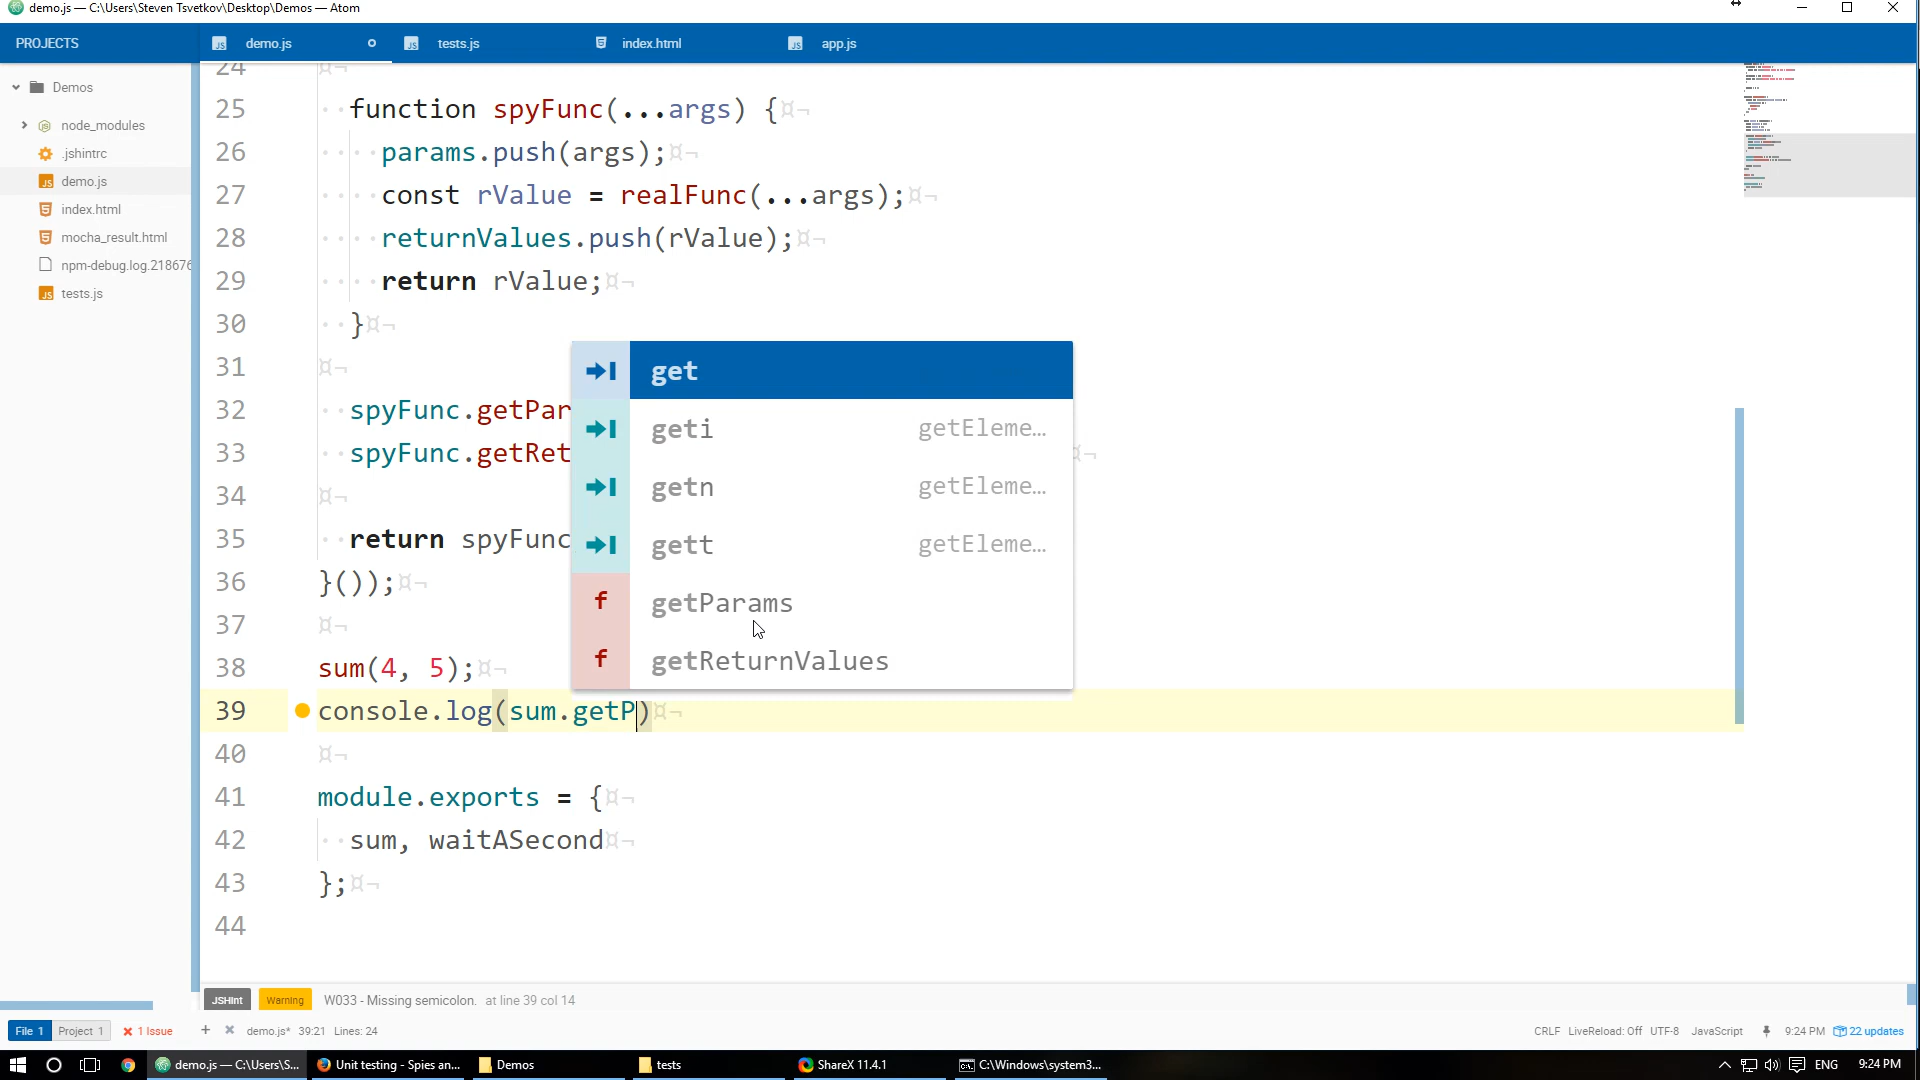 demo.js — C:\Users\Steven Tsvetkov\Desktop\Demos — Atom
PROJECTS
demo.js
tests.js
index.html
app.js
Demos
node_modules
.jshintrc
demo.js
index.html
mocha_result.html
npm-debug.log.218676
tests.js
24
25 function spyFunc(...args) {
26 params.push(args);
27 const rValue = realFunc(...args);
28 returnValues.push(rValue);
29 return rValue;
30 }
31
32 spyFunc.getPar
33 spyFunc.getRet
34
35 return spyFunc
36 }());
37
38 sum(4, 5);
39 console.log(sum.getP)
40
41 module.exports = {
42 sum, waitASecond
43 };
44
get
geti getEleme…
getn getEleme…
gett getEleme…
f getParams
f getReturnValues
JSHint Warning W033 - Missing semicolon. at line 39 col 14
File 1 Project 1 1 Issue + demo.js* 39:21 Lines: 24
CRLF LiveReload: Off UTF-8 JavaScript 9:24 PM 22 updates
demo.js — C:\Users\S...
Unit testing - Spies an...
Demos
tests
ShareX 11.4.1
C:\Windows\system3...
ENG
9:24 PM